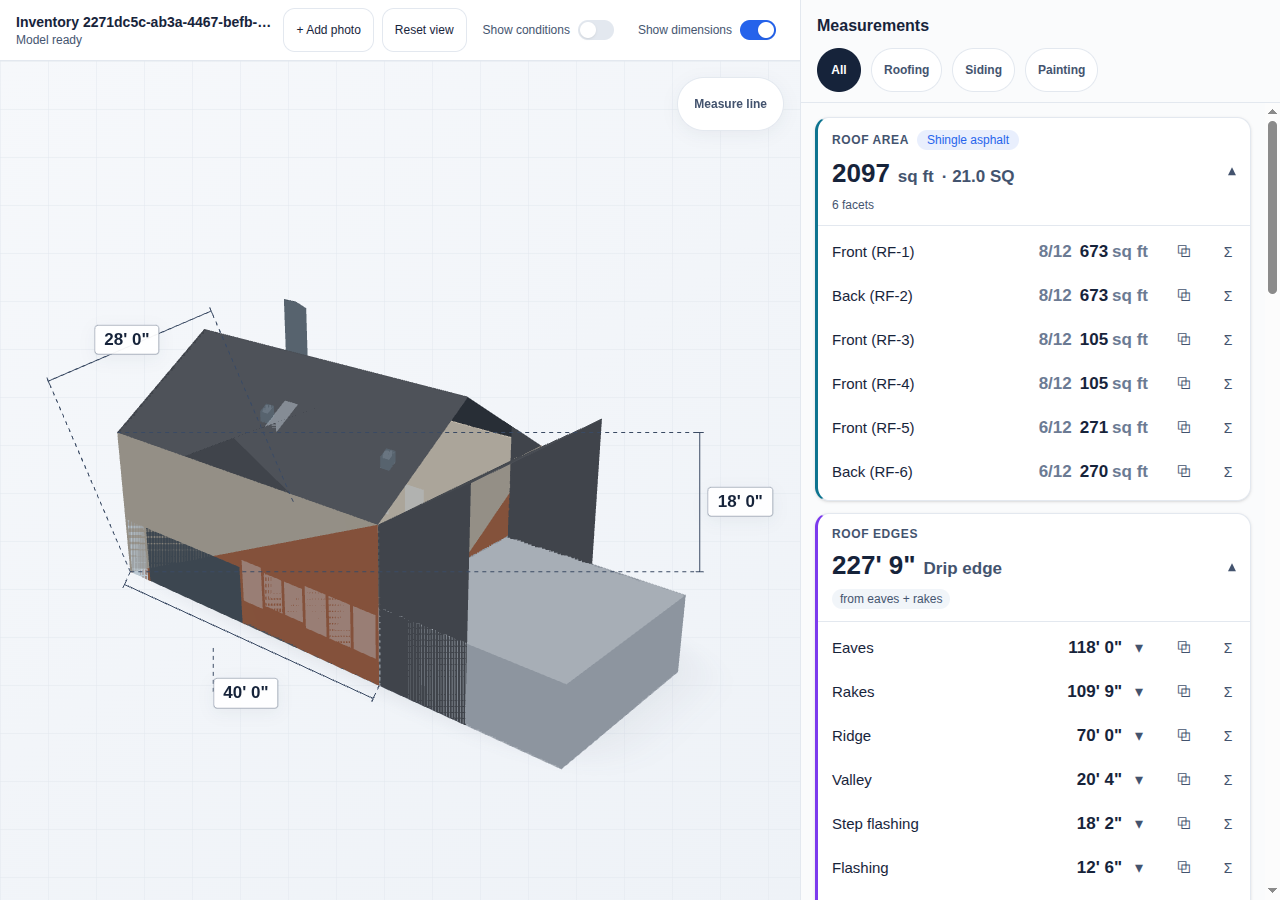 Inventory 2271dc5c-ab3a-4467-befb-…
Model ready
+ Add photo
Reset view
Show conditions
Show dimensions
Measure line
28' 0"
18' 0"
40' 0"
Measurements
All
Roofing
Siding
Painting
ROOF AREA Shingle asphalt
2097 sq ft · 21.0 SQ
▲
6 facets
Front (RF-1) 8/12 673 sq ft Σ
Back (RF-2) 8/12 673 sq ft Σ
Front (RF-3) 8/12 105 sq ft Σ
Front (RF-4) 8/12 105 sq ft Σ
Front (RF-5) 6/12 271 sq ft Σ
Back (RF-6) 6/12 270 sq ft Σ
ROOF EDGES
227' 9" Drip edge
▲
from eaves + rakes
Eaves 118' 0" ▼ Σ
Rakes 109' 9" ▼ Σ
Ridge 70' 0" ▼ Σ
Valley 20' 4" ▼ Σ
Step flashing 18' 2" ▼ Σ
Flashing 12' 6" ▼ Σ